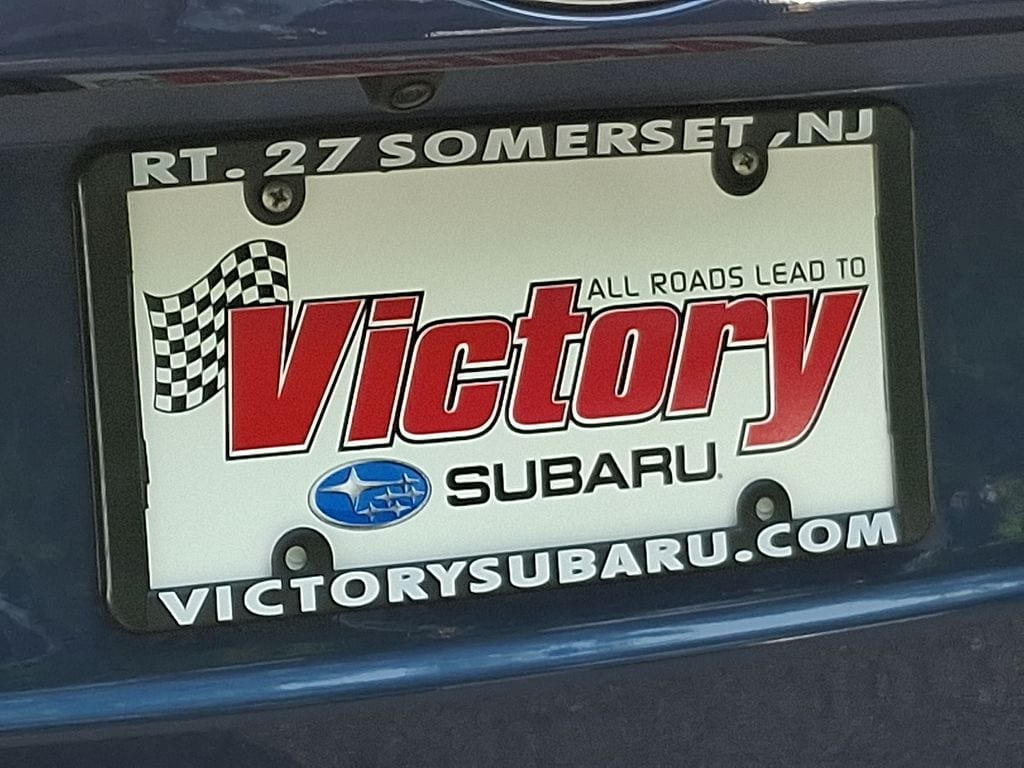 RT. 27 SOMERSET, NJ
ALL ROADS LEAD TO
Victory
SUBARU.
VICTORYSUBARU.COM